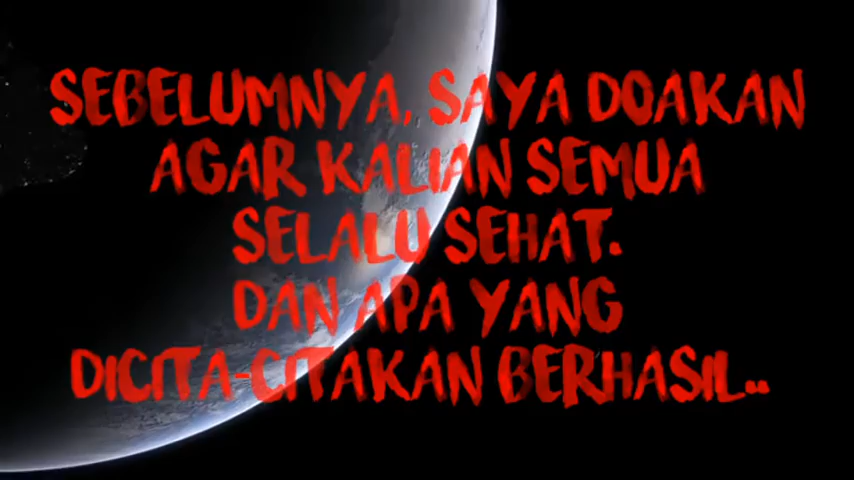 SEBELUMNYA, SAYA DOAKAN
AGAR KALIAN SEMUA
SELALU SEHAT.
DAN APA YANG
DICITA-CITAKAN BERHASIL..